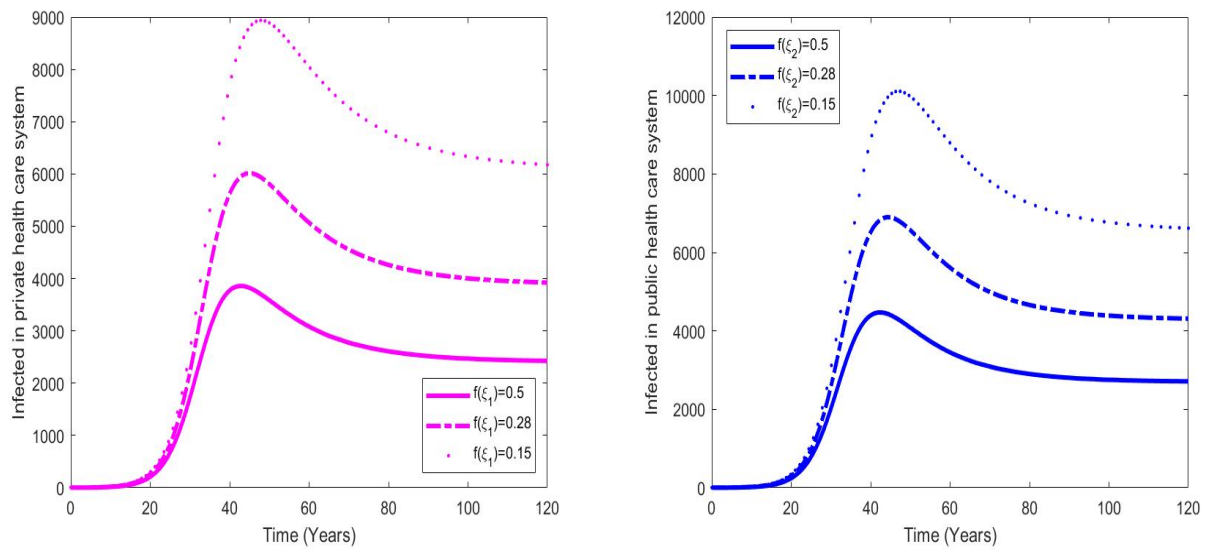 Infected in private health care system
9000
8000
7000
6000
5000
4000
3000
2000
1000
0
f(ξ₁)=0.5
f(ξ₁)=0.28
f(ξ₁)=0.15
0 20 40 60 80 100 120
Time (Years)
Infected in public health care system
12000
10000
8000
6000
4000
2000
0
f(ξ₂)=0.5
f(ξ₂)=0.28
f(ξ₂)=0.15
0 20 40 60 80 100 120
Time (Years)